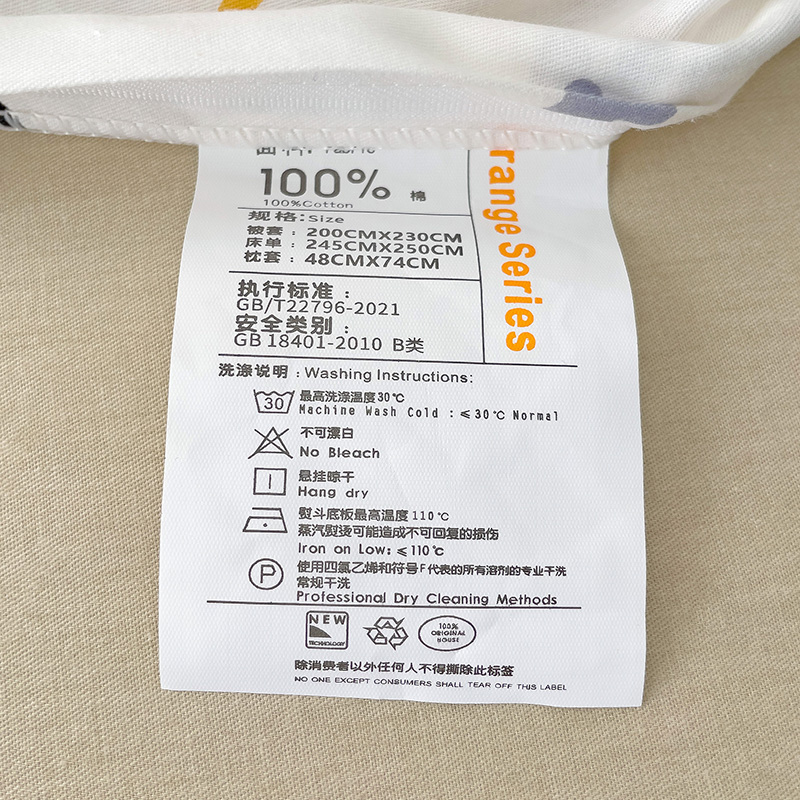 面料: Fabric
100% 棉
100%Cotton
规格: Size
被套: 200CMX230CM
床单: 245CMX250CM
枕套: 48CMX74CM
range Series
执行标准:
GB/T22796-2021
安全类别:
GB 18401-2010 B类
洗涤说明: Washing Instructions:
30 最高洗涤温度30℃
Machine Wash Cold : ≤30℃ Normal
不可漂白
No Bleach
悬挂晾干
Hang dry
熨斗底板最高温度110℃
蒸汽熨烫可能造成不可回复的损伤
Iron on Low: ≤110℃
P 使用四氯乙烯和符号F代表的所有溶剂的专业干洗
常规干洗
Professional Dry Cleaning Methods
NEW
TECHNOLOGY
100%
ORIGINAL
HOUSE
除消费者以外任何人不得撕除此标签
NO ONE EXCEPT CONSUMERS SHALL TEAR OFF THIS LABEL